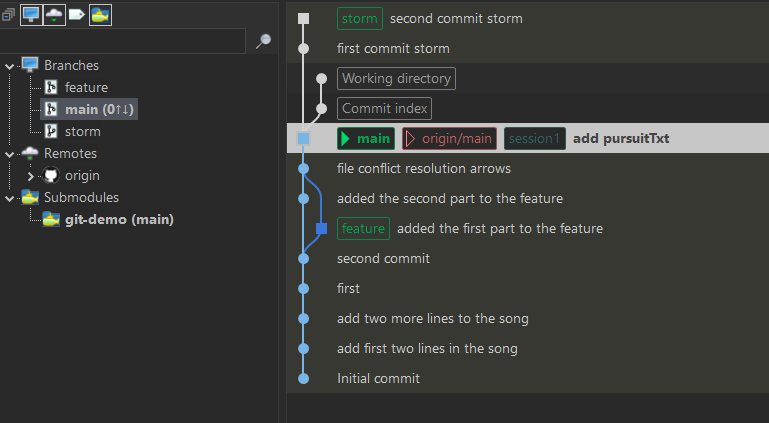 Branches
feature
main (0↑↓)
storm
Remotes
origin
Submodules
git-demo (main)
storm second commit storm
first commit storm
Working directory
Commit index
main origin/main session1 add pursuitTxt
file conflict resolution arrows
added the second part to the feature
feature added the first part to the feature
second commit
first
add two more lines to the song
add first two lines in the song
Initial commit